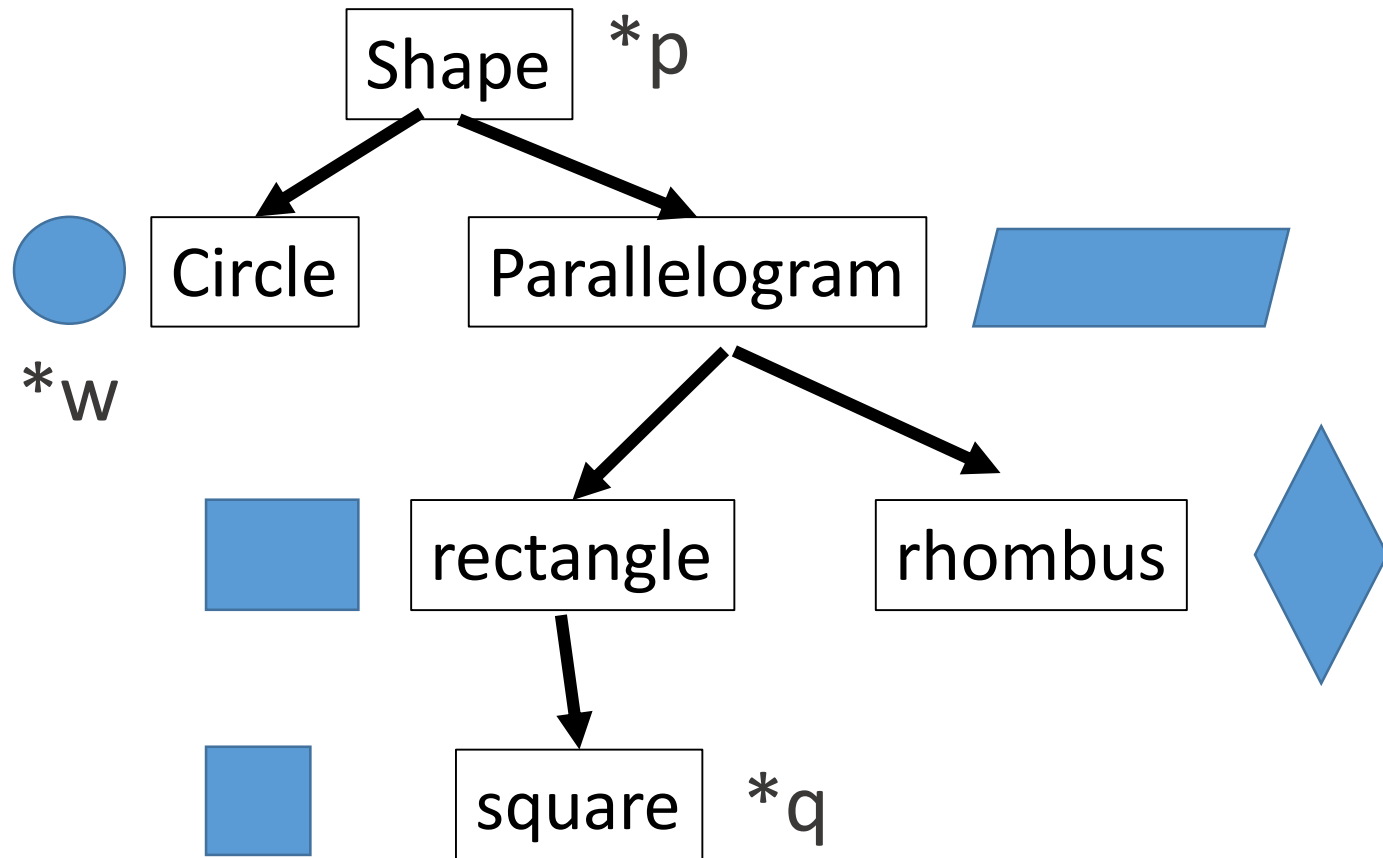 Shape
*p
Circle
Parallelogram
*w
rectangle
rhombus
square
*q